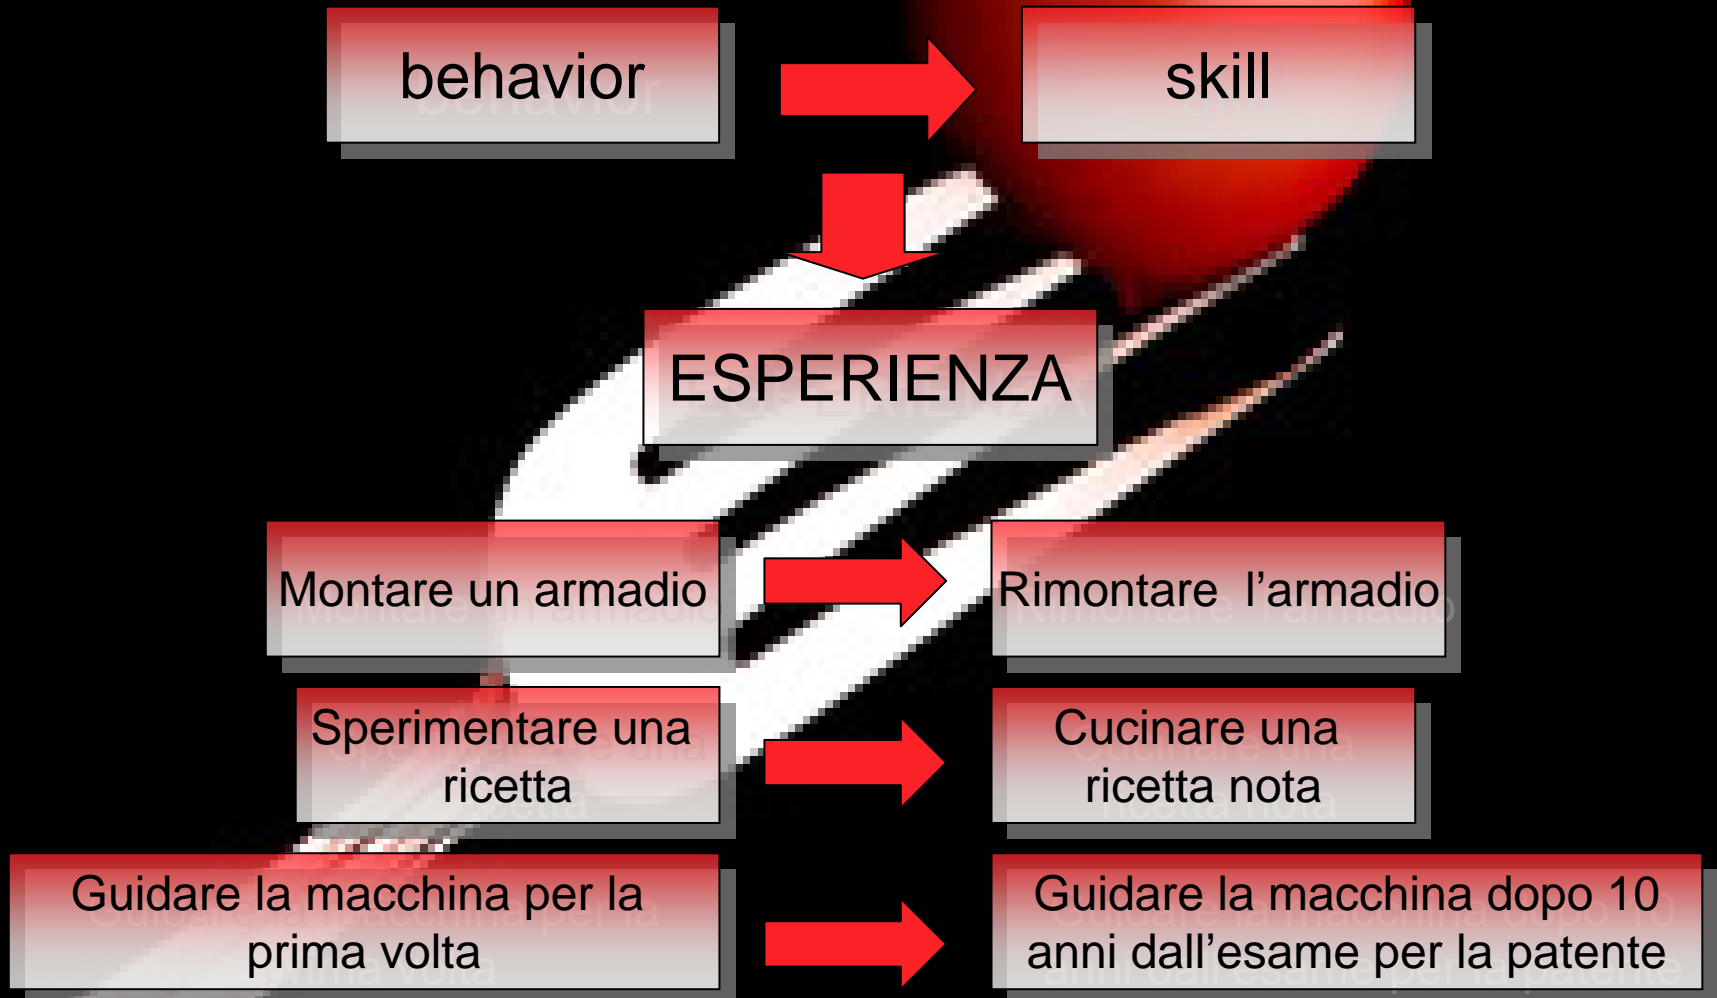 behavior
skill
ESPERIENZA
Montare un armadio
Rimontare  l’armadio
Sperimentare una
ricetta
Cucinare una
ricetta nota
Guidare la macchina per la
prima volta
Guidare la macchina dopo 10
anni dall’esame per la patente